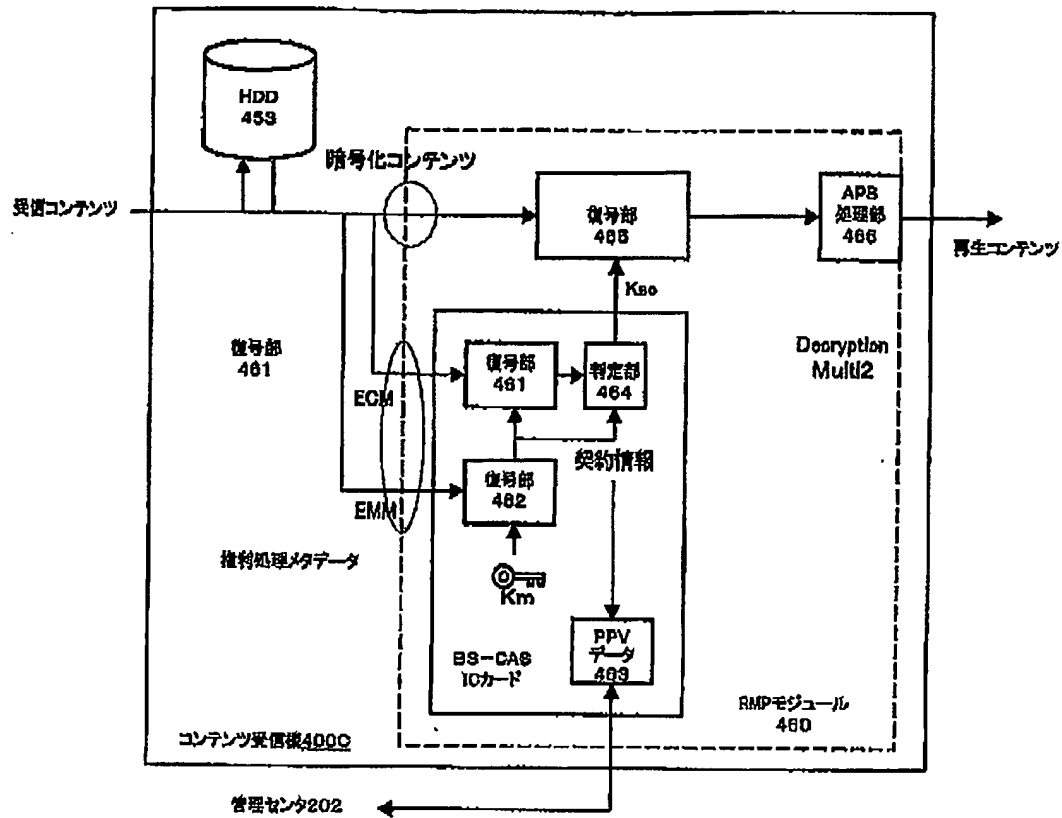 HDD
453
暗号化コンテンツ
受信コンテンツ
復号部
465
APS
処理部
466
再生コンテンツ
Kso
復号部
461
ECM
復号部
461
判定部
464
Decryption
Multi2
契約情報
復号部
462
EMM
権利処理メタデータ
Km
PPV
データ
463
BS-CAS
ICカード
RMPモジュール
460
コンテンツ受信機400C
管理センタ202